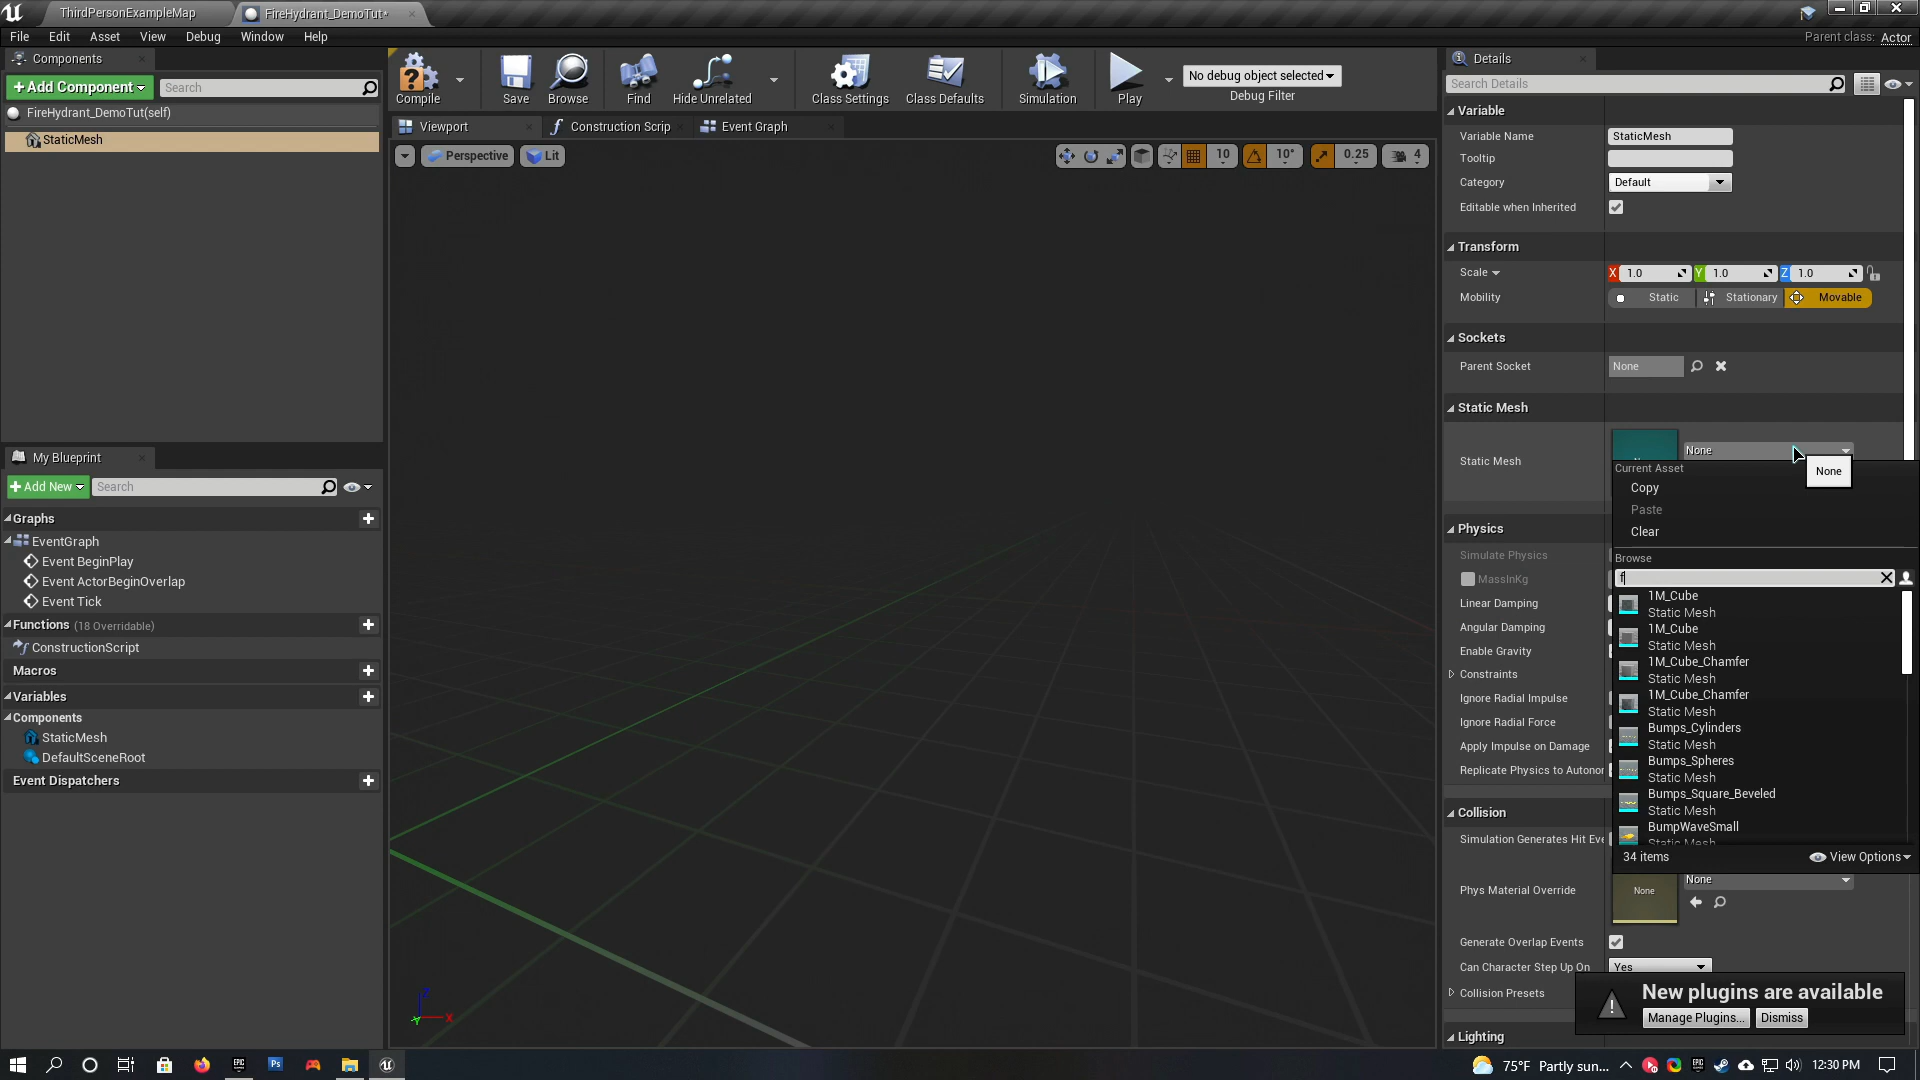 ThirdPersonExampleMap
FireHydrant_DemoTut*
File Edit Asset View Debug Window Help
Parent class: Actor
Components
+ Add Component
Search
FireHydrant_DemoTut(self)
StaticMesh
My Blueprint
+ Add New
Search
Graphs
EventGraph
Event BeginPlay
Event ActorBeginOverlap
Event Tick
Functions (18 Overridable)
ConstructionScript
Macros
Variables
Components
StaticMesh
DefaultSceneRoot
Event Dispatchers
Compile Save Browse Find Hide Unrelated Class Settings Class Defaults Simulation Play
No debug object selected
Debug Filter
Viewport Construction Scrip Event Graph
Perspective Lit
10 10° 0.25 4
Z
X
Y
Details
Search Details
Variable
Variable Name StaticMesh
Tooltip
Category Default
Editable when Inherited
Transform
Scale X 1.0 Y 1.0 Z 1.0
Mobility Static Stationary Movable
Sockets
Parent Socket None
Static Mesh
Static Mesh None
None
Current Asset
Copy
Paste
Clear
Browse
f
1M_Cube
Static Mesh
1M_Cube
Static Mesh
1M_Cube_Chamfer
Static Mesh
1M_Cube_Chamfer
Static Mesh
Bumps_Cylinders
Static Mesh
Bumps_Spheres
Static Mesh
Bumps_Square_Beveled
Static Mesh
BumpWaveSmall
Static Mesh
34 items View Options
Physics
Simulate Physics
MassInKg
Linear Damping
Angular Damping
Enable Gravity
Constraints
Ignore Radial Impulse
Ignore Radial Force
Apply Impulse on Damage
Replicate Physics to Autonor
Collision
Simulation Generates Hit Eve
Phys Material Override None None
Generate Overlap Events
Can Character Step Up On Yes
Collision Presets
Lighting
New plugins are available
Manage Plugins... Dismiss
EPIC
Ps
75°F Partly sun...
EPIC
12:30 PM